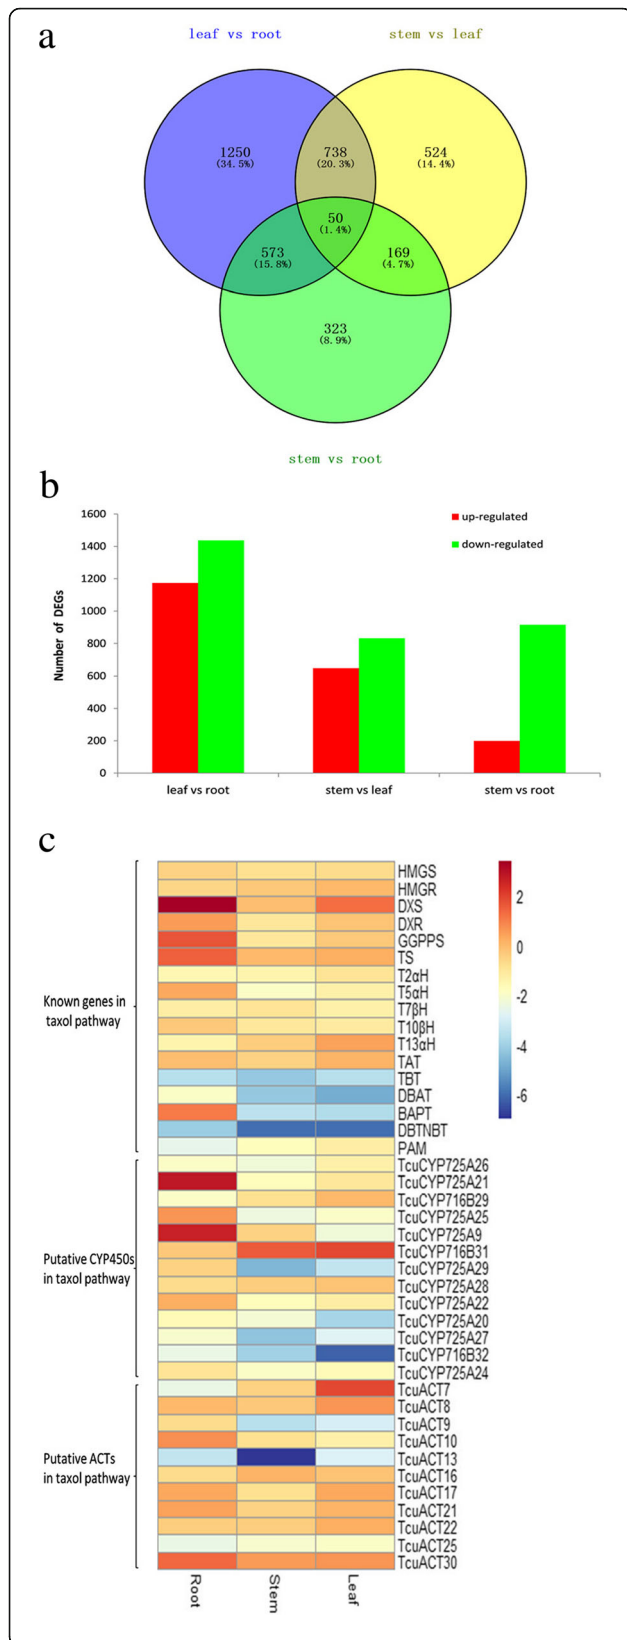 a
leaf vs root
stem vs leaf
1250
(34.5%)
738
(20.3%)
524
(14.4%)
50
(1.4%)
573
(15.8%)
169
(4.7%)
323
(8.9%)
stem vs root
b
1600
1400
1200
1000
800
600
400
200
0
Number of DEGs
up-regulated
down-regulated
leaf vs root
stem vs leaf
stem vs root
c
Known genes in
taxol pathway
Putative CYP450s
in taxol pathway
Putative ACTs
in taxol pathway
HMGS
HMGR
DXS
DXR
GGPPS
TS
T2αH
T5αH
T7βH
T10βH
T13αH
TAT
TBT
DBAT
BAPT
DBTNBT
PAM
TcuCYP725A26
TcuCYP725A21
TcuCYP716B29
TcuCYP725A25
TcuCYP725A9
TcuCYP716B31
TcuCYP725A29
TcuCYP725A28
TcuCYP725A22
TcuCYP725A20
TcuCYP725A27
TcuCYP716B32
TcuCYP725A24
TcuACT7
TcuACT8
TcuACT9
TcuACT10
TcuACT13
TcuACT16
TcuACT17
TcuACT21
TcuACT22
TcuACT25
TcuACT30
2
0
-2
-4
-6
Root
Stem
Leaf